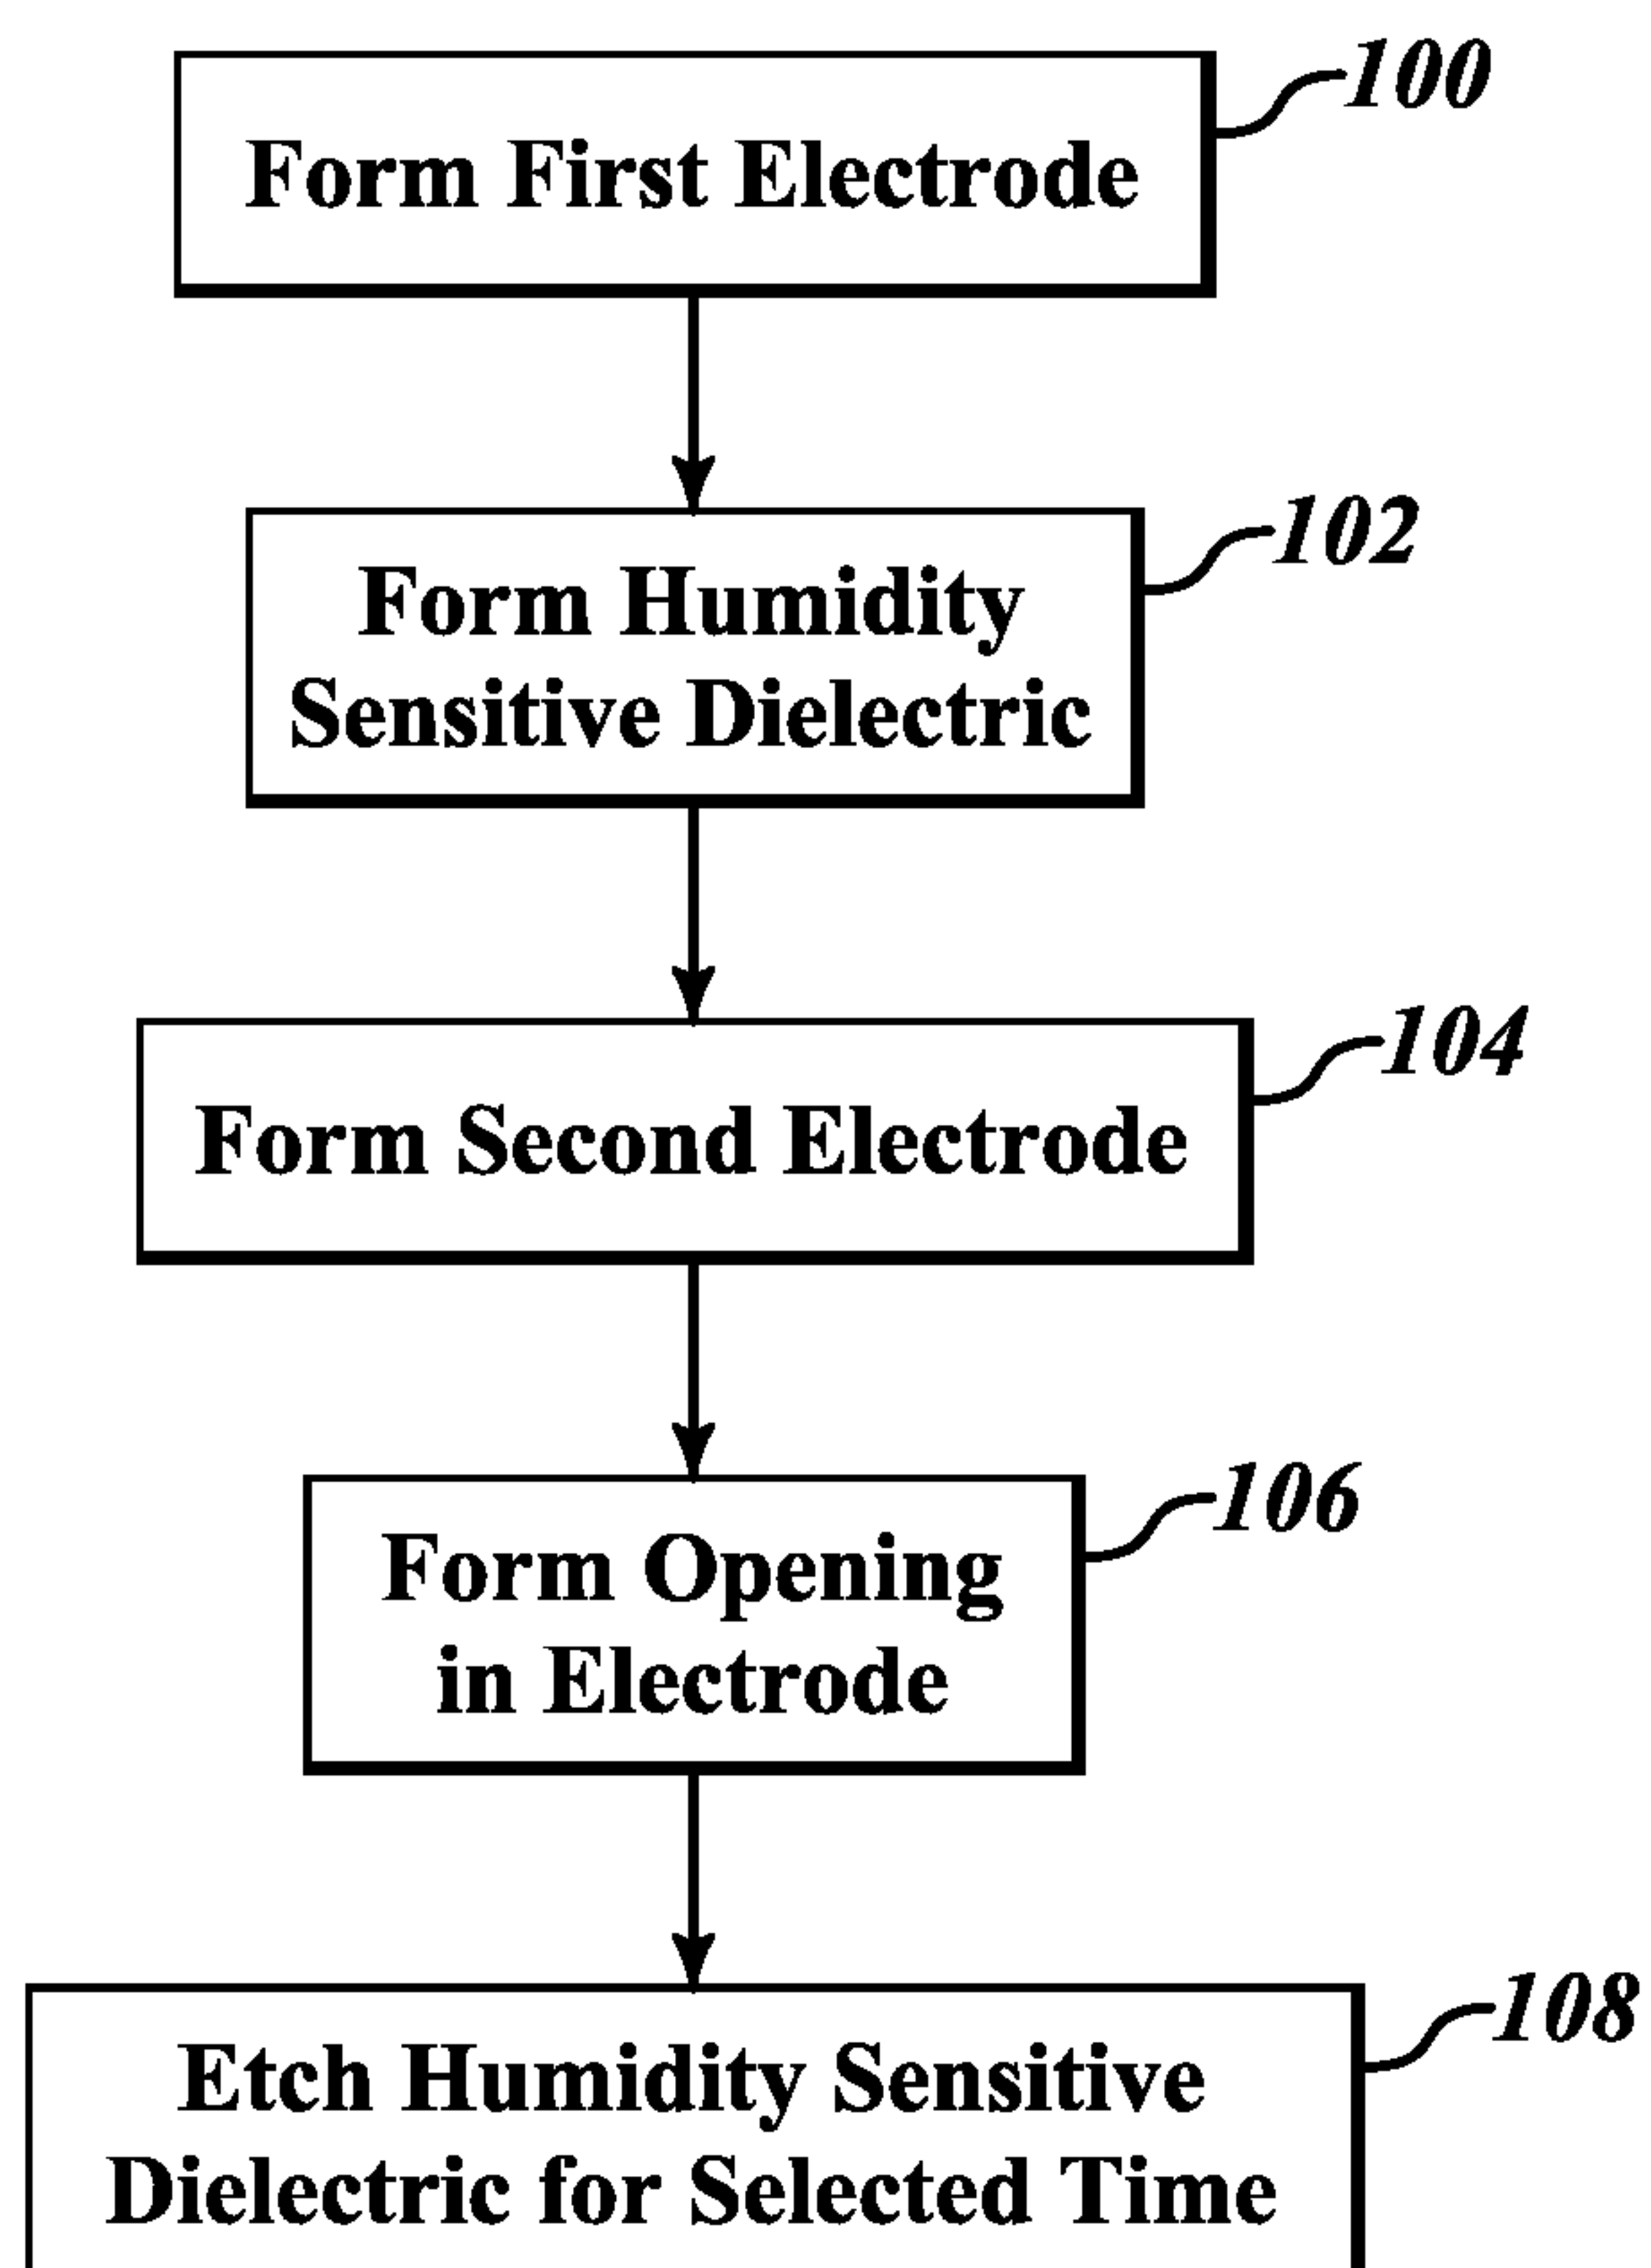 100
Form First Electrode
102
Form Humidity
Sensitive Dielectric
104
Form Second Electrode
106
Form Opening
in Electrode
108
Etch Humidity Sensitive
Dielectric for Selected Time